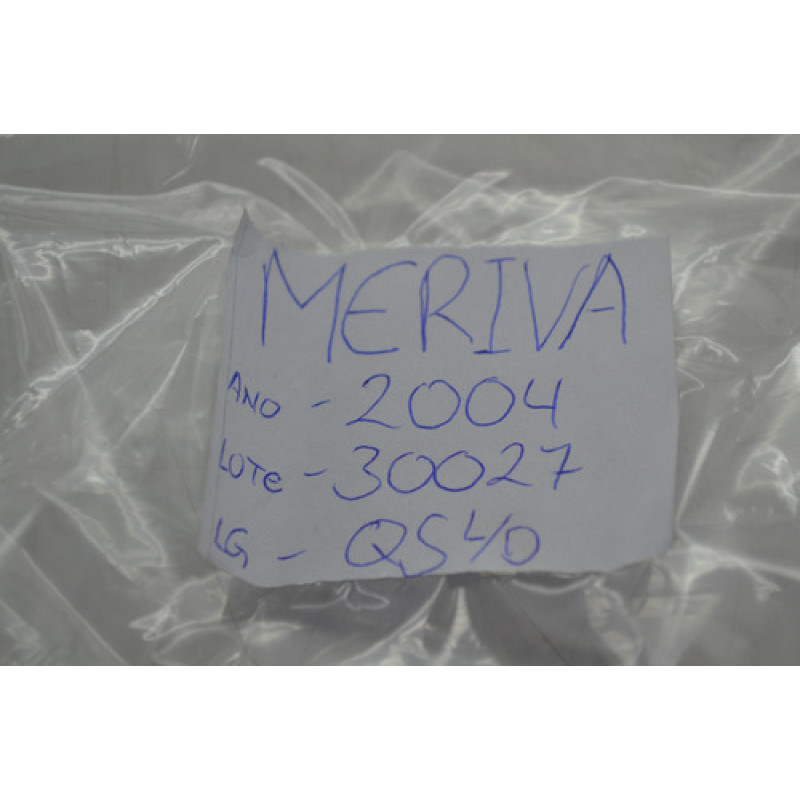 MERIVA
ANO - 2004
LOTe - 30027
LG - QS40